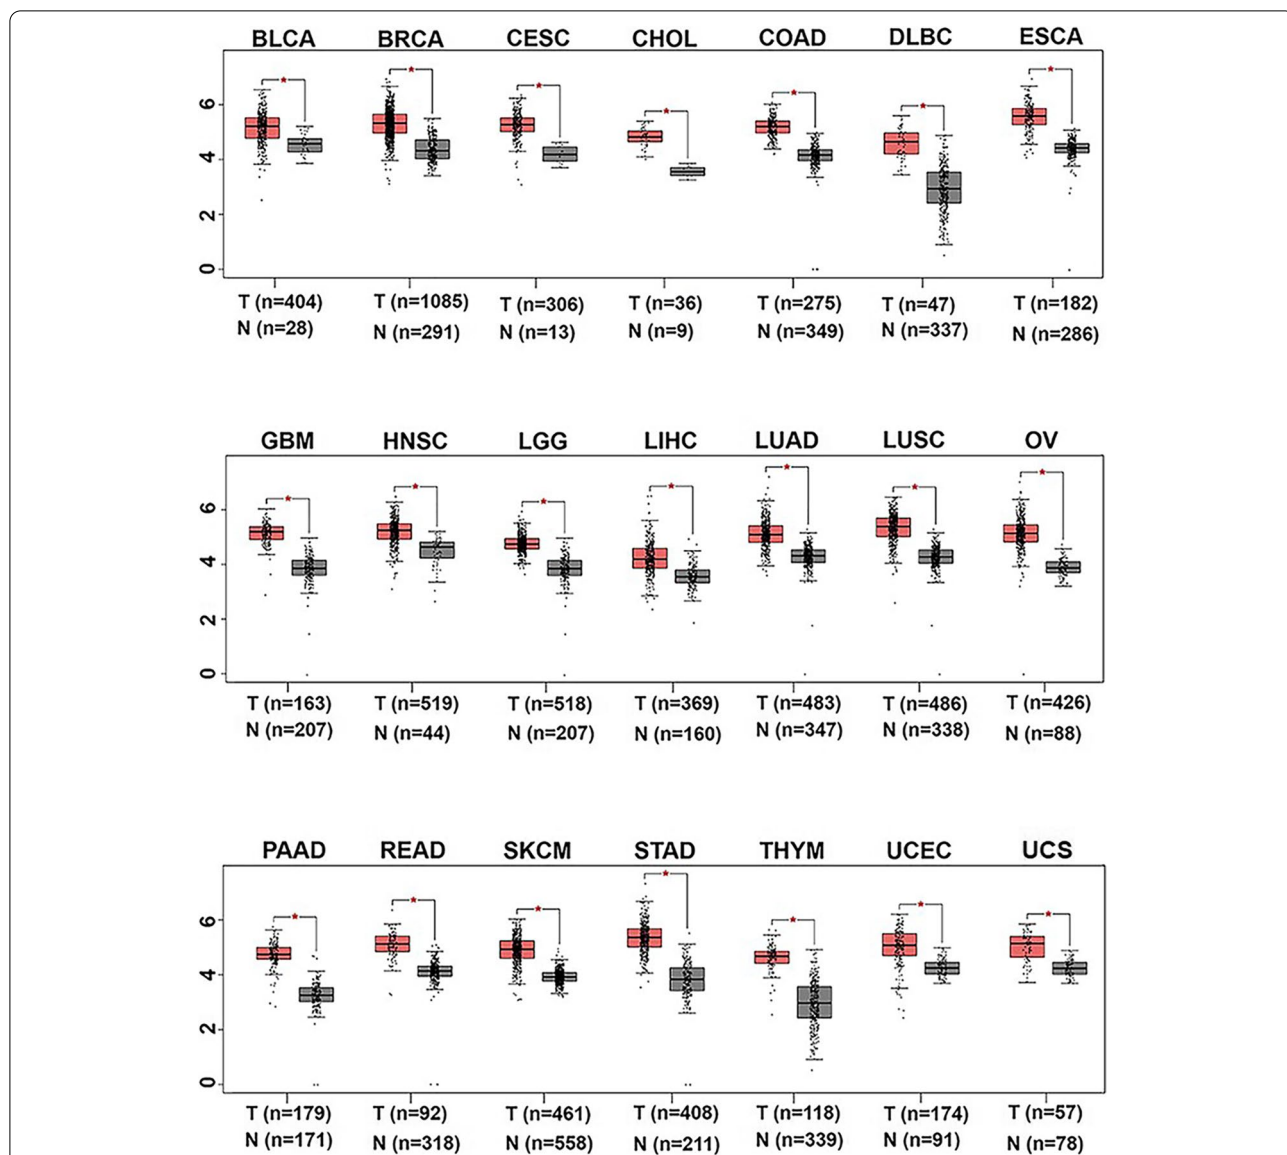 BLCA BRCA CESC CHOL COAD DLBC ESCA
6
4
2
0
T (n=404) T (n=1085) T (n=306) T (n=36) T (n=275) T (n=47) T (n=182)
N (n=28) N (n=291) N (n=13) N (n=9) N (n=349) N (n=337) N (n=286)
GBM HNSC LGG LIHC LUAD LUSC OV
6
4
2
0
T (n=163) T (n=519) T (n=518) T (n=369) T (n=483) T (n=486) T (n=426)
N (n=207) N (n=44) N (n=207) N (n=160) N (n=347) N (n=338) N (n=88)
PAAD READ SKCM STAD THYM UCEC UCS
6
4
2
0
T (n=179) T (n=92) T (n=461) T (n=408) T (n=118) T (n=174) T (n=57)
N (n=171) N (n=318) N (n=558) N (n=211) N (n=339) N (n=91) N (n=78)